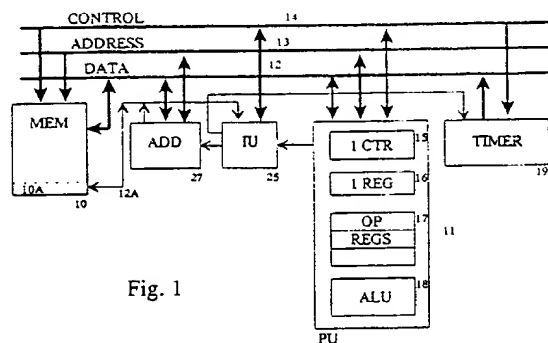 CONTROL 14
ADDRESS 13
DATA 12
MEM
10A
10
12A
ADD
27
IU
25
1 CTR 15
1 REG 16
OP 17
REGS
11
ALU 18
PU
TIMER
19
Fig. 1